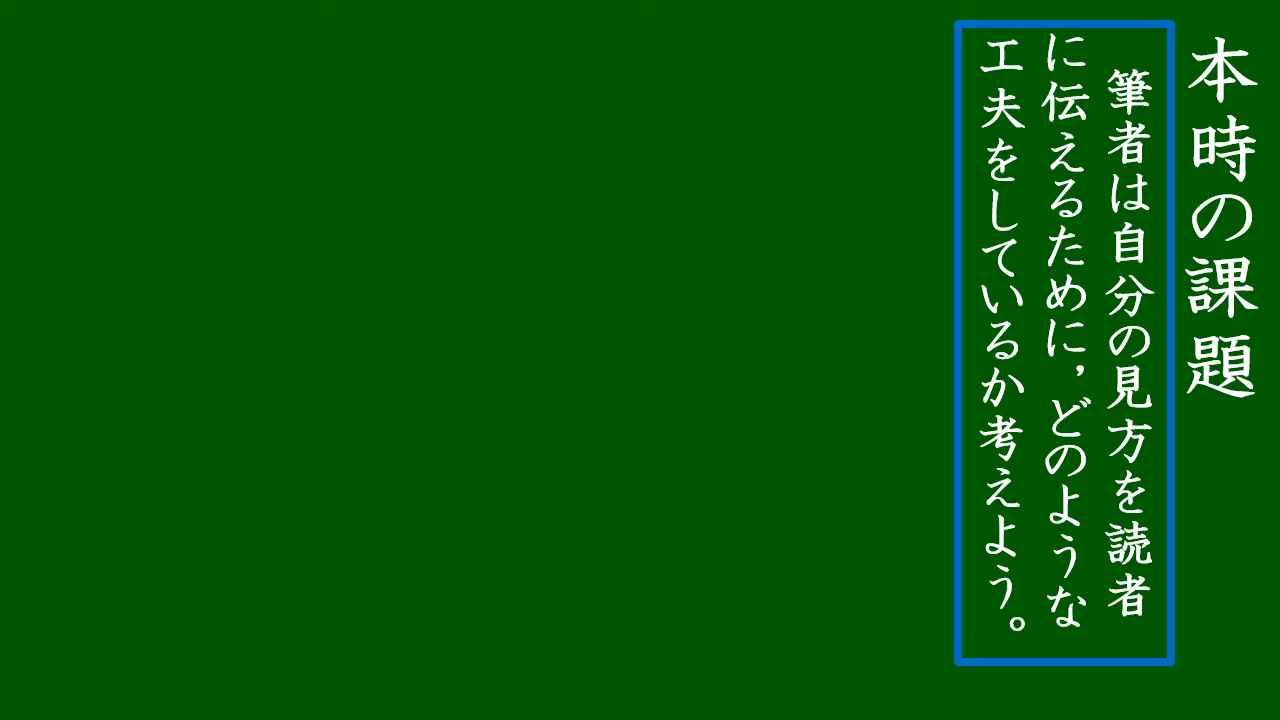 本時の課題
筆者は自分の見方を読者
に伝えるために，どのような
工夫をしているか考えよう。